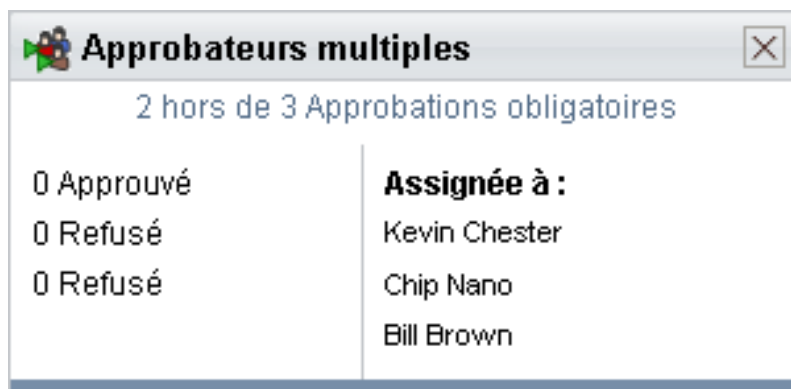 Approbateurs multiples
2 hors de 3 Approbations obligatoires
0 Approuvé
0 Refusé
0 Refusé
Assignée à :
Kevin Chester
Chip Nano
Bill Brown